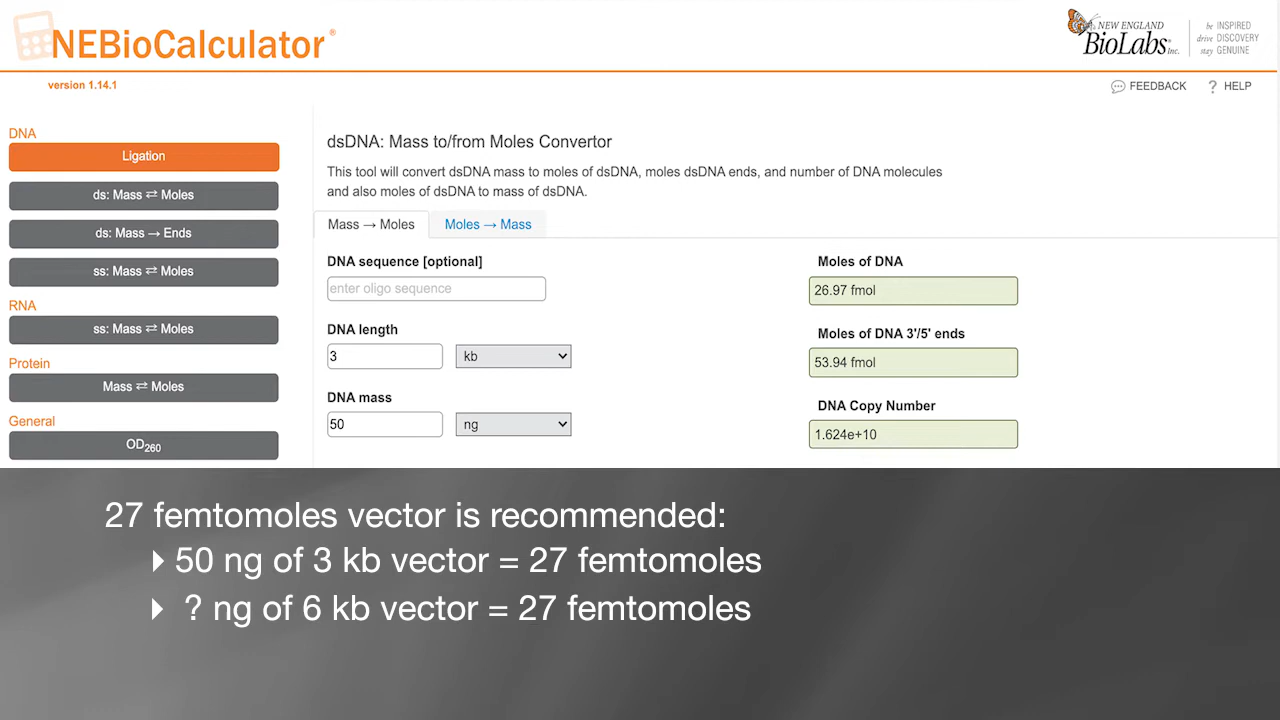 NEBioCalculator®
NEW ENGLAND
BioLabs Inc.
be INSPIRED
drive DISCOVERY
stay GENUINE
version 1.14.1
FEEDBACK
? HELP
DNA
Ligation
ds: Mass ⇄ Moles
ds: Mass → Ends
ss: Mass ⇄ Moles
RNA
ss: Mass ⇄ Moles
Protein
Mass ⇄ Moles
General
OD260
dsDNA: Mass to/from Moles Convertor
This tool will convert dsDNA mass to moles of dsDNA, moles dsDNA ends, and number of DNA molecules
and also moles of dsDNA to mass of dsDNA.
Mass → Moles
Moles → Mass
DNA sequence [optional]
enter oligo sequence
DNA length
3
kb
DNA mass
50
ng
Moles of DNA
26.97 fmol
Moles of DNA 3'/5' ends
53.94 fmol
DNA Copy Number
1.624e+10
27 femtomoles vector is recommended:
50 ng of 3 kb vector = 27 femtomoles
? ng of 6 kb vector = 27 femtomoles